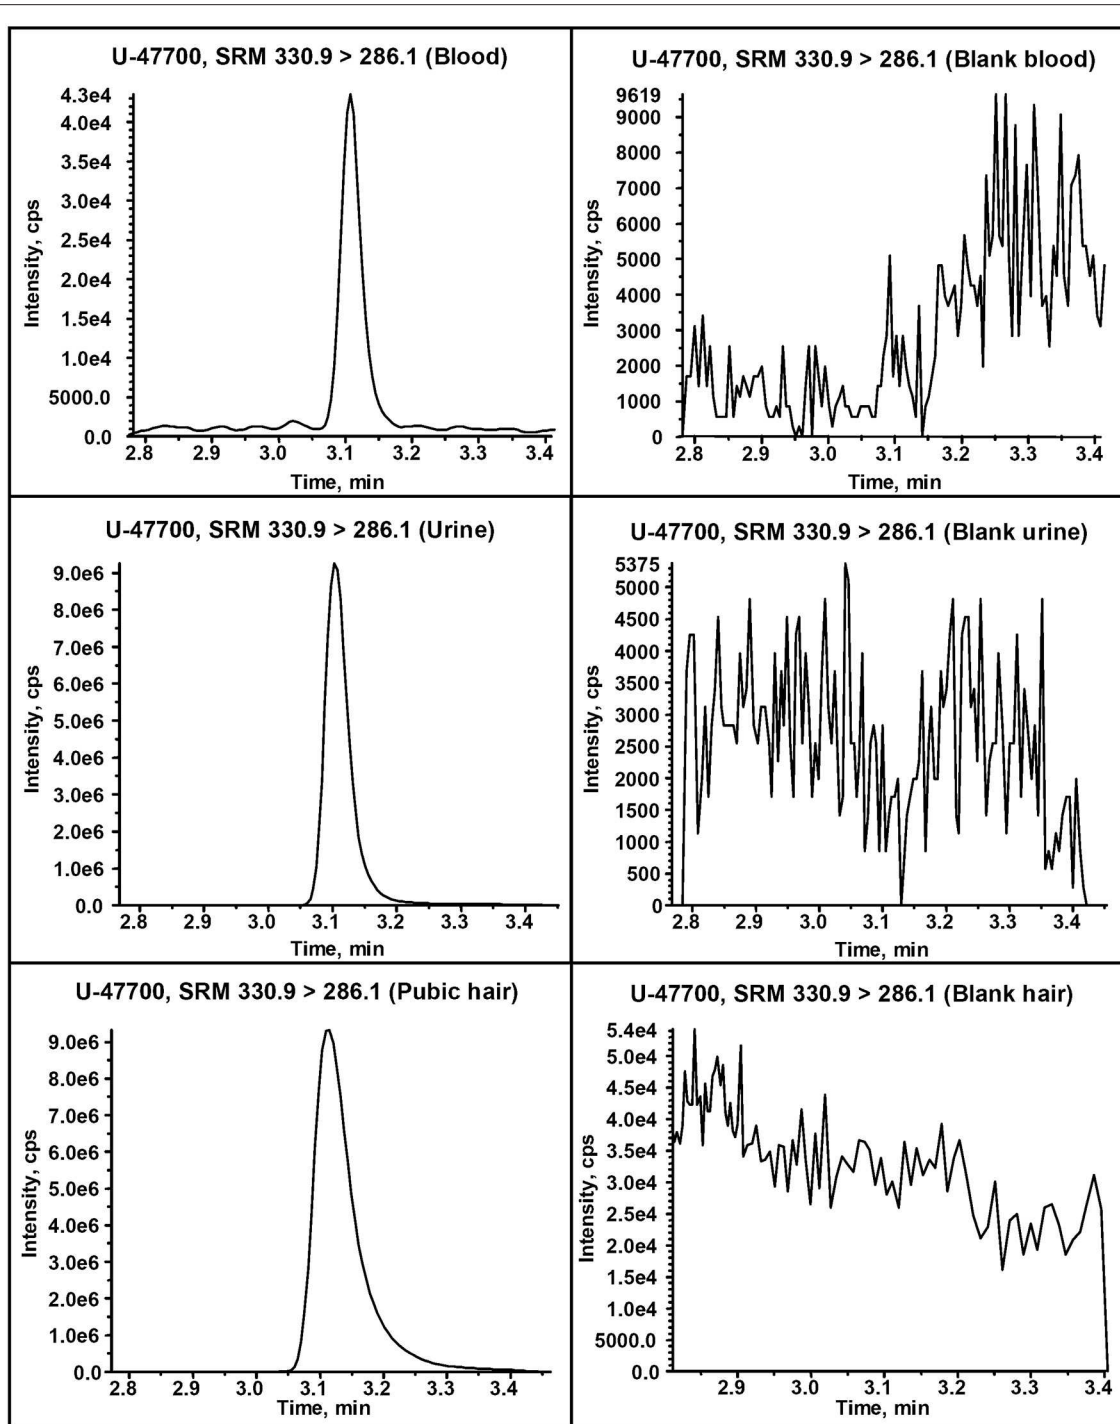 U-47700, SRM 330.9 > 286.1 (Blood)
4.3e4
4.0e4
3.5e4
3.0e4
2.5e4
2.0e4
1.5e4
1.0e4
5000.0
0.0
Intensity, cps
2.8 2.9 3.0 3.1 3.2 3.3 3.4
Time, min
U-47700, SRM 330.9 > 286.1 (Blank blood)
9619
9000
8000
7000
6000
5000
4000
3000
2000
1000
0
Intensity, cps
2.8 2.9 3.0 3.1 3.2 3.3 3.4
Time, min
U-47700, SRM 330.9 > 286.1 (Urine)
9.0e6
8.0e6
7.0e6
6.0e6
5.0e6
4.0e6
3.0e6
2.0e6
1.0e6
0.0
Intensity, cps
2.8 2.9 3.0 3.1 3.2 3.3 3.4
Time, min
U-47700, SRM 330.9 > 286.1 (Blank urine)
5375
5000
4500
4000
3500
3000
2500
2000
1500
1000
500
0
Intensity, cps
2.8 2.9 3.0 3.1 3.2 3.3 3.4
Time, min
U-47700, SRM 330.9 > 286.1 (Pubic hair)
9.0e6
8.0e6
7.0e6
6.0e6
5.0e6
4.0e6
3.0e6
2.0e6
1.0e6
0.0
Intensity, cps
2.8 2.9 3.0 3.1 3.2 3.3 3.4
Time, min
U-47700, SRM 330.9 > 286.1 (Blank hair)
5.4e4
5.0e4
4.5e4
4.0e4
3.5e4
3.0e4
2.5e4
2.0e4
1.5e4
1.0e4
5000.0
0.0
Intensity, cps
2.9 3.0 3.1 3.2 3.3 3.4
Time, min